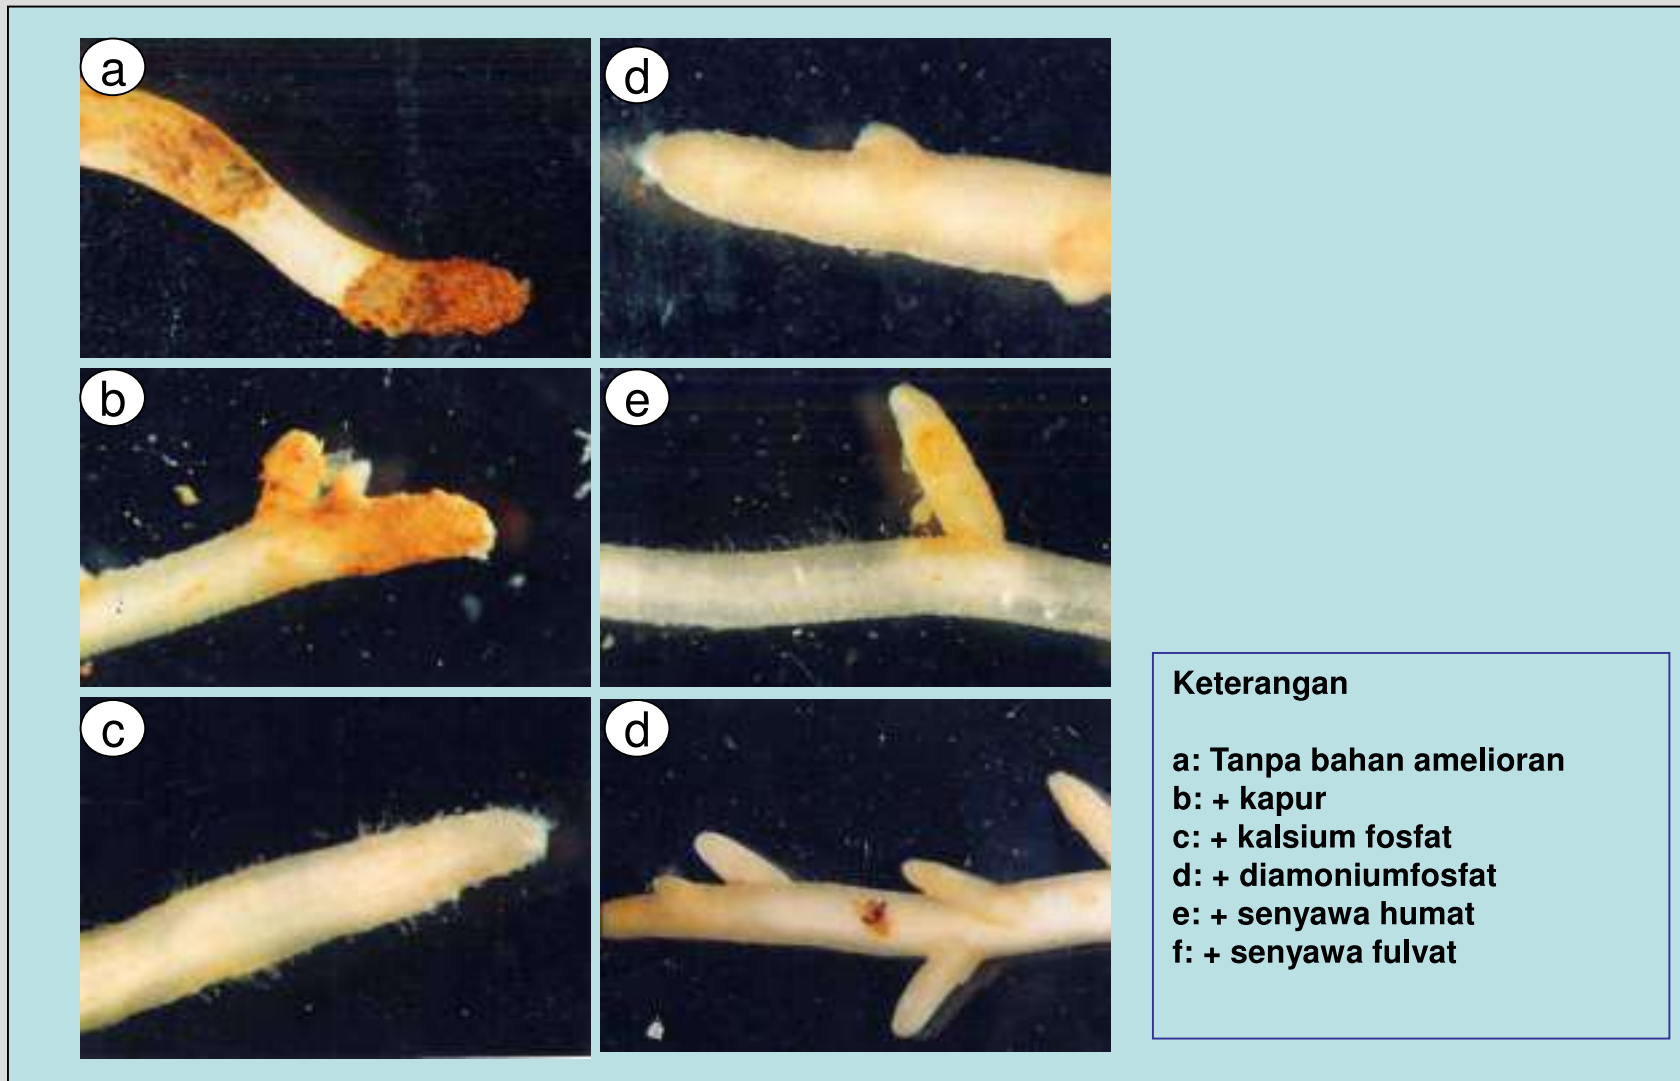 a
d
b
e
c
d
Keterangan
a: Tanpa bahan amelioran
b: + kapur
c: + kalsium fosfat
d: + diamoniumfosfat
e: + senyawa humat
f: + senyawa fulvat